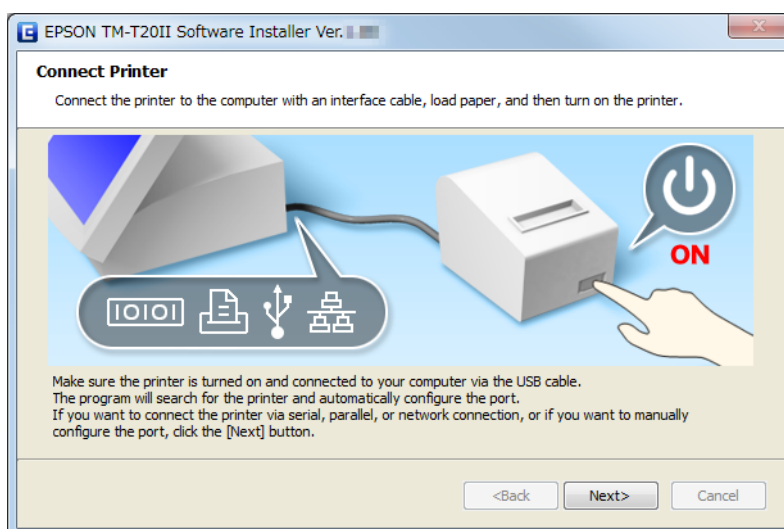 EPSON TM-T20II Software Installer Ver.
Connect Printer
Connect the printer to the computer with an interface cable, load paper, and then turn on the printer.
ON
IOIOI
Make sure the printer is turned on and connected to your computer via the USB cable.
The program will search for the printer and automatically configure the port.
If you want to connect the printer via serial, parallel, or network connection, or if you want to manually
configure the port, click the [Next] button.
<Back
Next>
Cancel